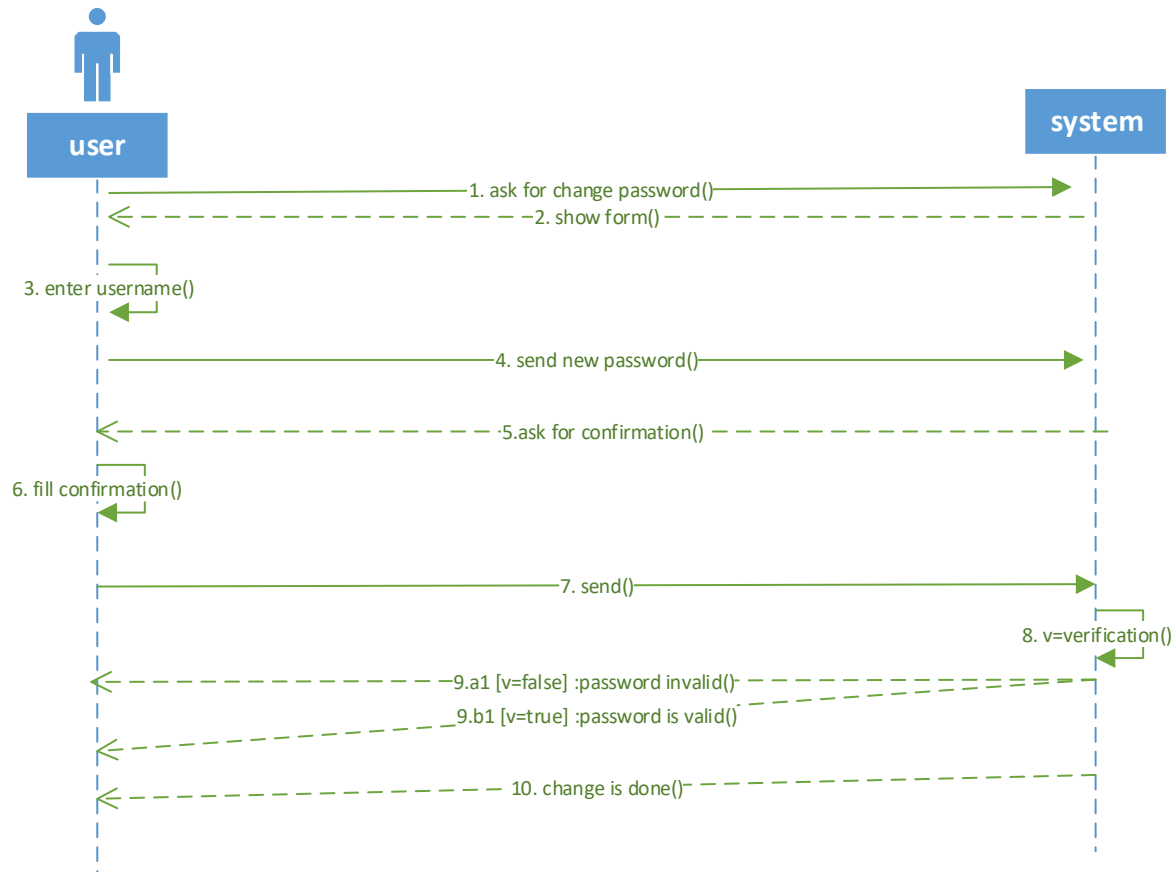 user
system
1. ask for change password()
2. show form()
3. enter username()
4. send new password()
5.ask for confirmation()
6. fill confirmation()
7. send()
8. v=verification()
9.a1 [v=false] :password invalid()
9.b1 [v=true] :password is valid()
10. change is done()